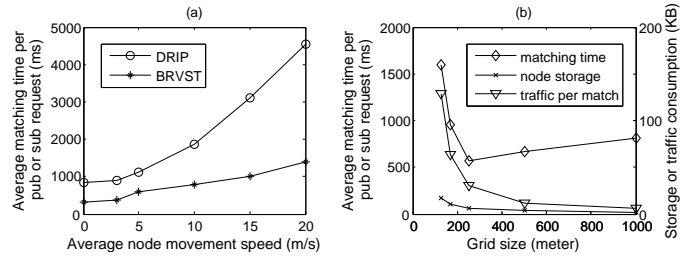 (a)
5000
4000
3000
2000
1000
0
Average matching time per
pub or sub request (ms)
DRIP
BRVST
0
5
10
15
20
Average node movement speed (m/s)
(b)
2000
1500
1000
500
0
Average matching time per
pub or sub request (ms)
matching time
node storage
traffic per match
200
100
0
Storage or traffic consumption (KB)
0
200
400
600
800
1000
Grid size (meter)